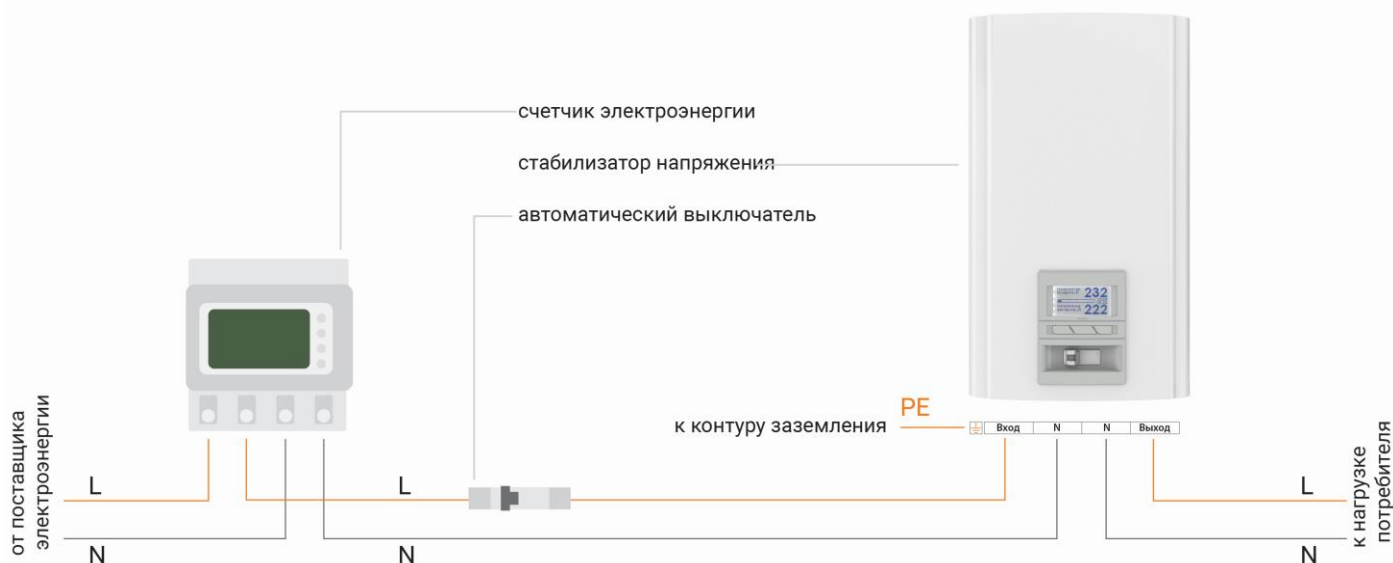 счетчик электроэнергии
стабилизатор напряжения
автоматический выключатель
232
222
от поставщика
электроэнергии
к контуру заземления
PE
Вход
N
N
Выход
L
N
L
N
L
N
к нагрузке
потребителя